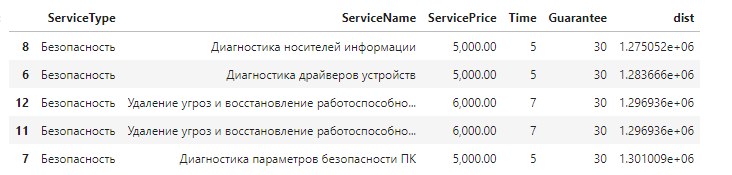 ServiceType ServiceName ServicePrice Time Guarantee dist
8 Безопасность Диагностика носителей информации 5,000.00 5 30 1.275052e+06
6 Безопасность Диагностика драйверов устройств 5,000.00 5 30 1.283666e+06
12 Безопасность Удаление угроз и восстановление работоспособно... 6,000.00 7 30 1.296936e+06
11 Безопасность Удаление угроз и восстановление работоспособно... 6,000.00 7 30 1.296936e+06
7 Безопасность Диагностика параметров безопасности ПК 5,000.00 5 30 1.301009e+06